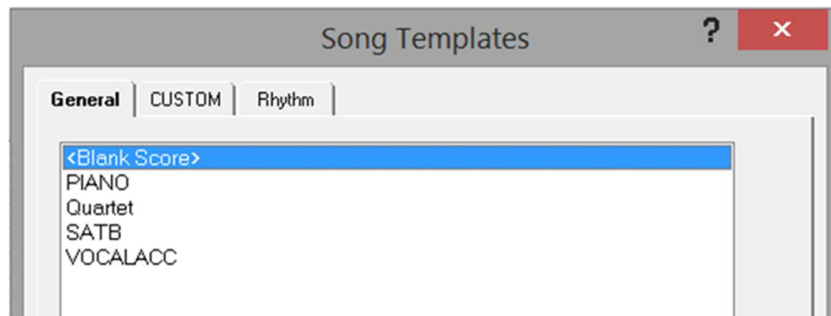 Song Templates ? ×
General CUSTOM Rhythm
<Blank Score>
PIANO
Quartet
SATB
VOCALACC